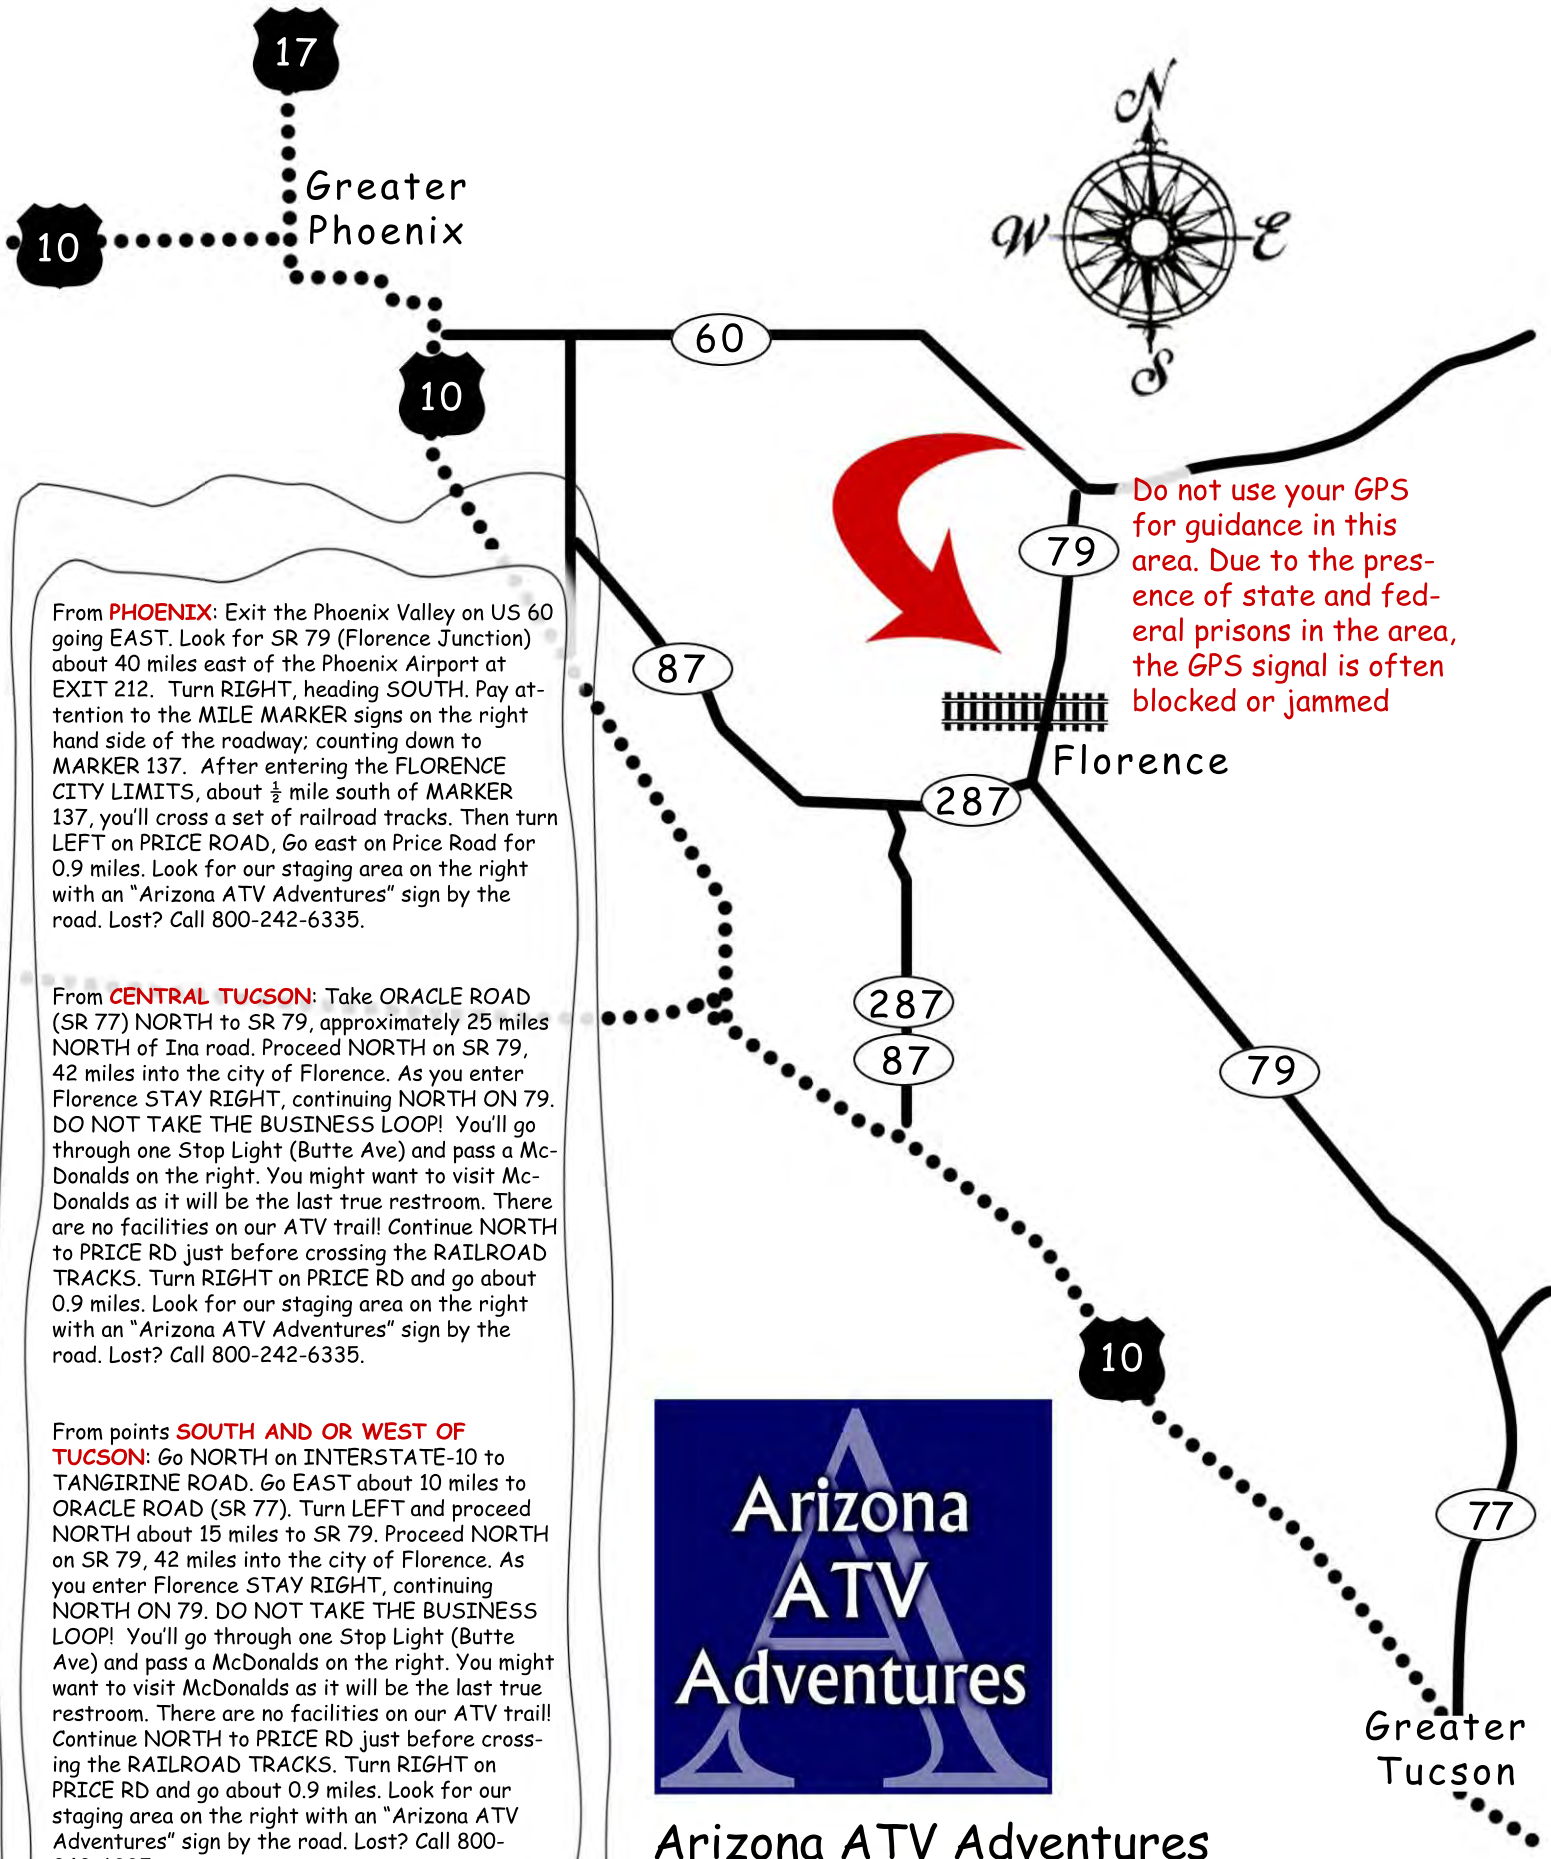 17
Greater
Phoenix
10
N
W
E
S
60
10
79
Do not use your GPS
for guidance in this
area. Due to the pres-
ence of state and fed-
eral prisons in the area,
the GPS signal is often
blocked or jammed
87
Florence
287
287
87
79
10
77
Greater
Tucson
From PHOENIX: Exit the Phoenix Valley on US 60
going EAST. Look for SR 79 (Florence Junction)
about 40 miles east of the Phoenix Airport at
EXIT 212.  Turn RIGHT, heading SOUTH. Pay at-
tention to the MILE MARKER signs on the right
hand side of the roadway; counting down to
MARKER 137.  After entering the FLORENCE
CITY LIMITS, about ½ mile south of MARKER
137, you'll cross a set of railroad tracks. Then turn
LEFT on PRICE ROAD, Go east on Price Road for
0.9 miles. Look for our staging area on the right
with an “Arizona ATV Adventures” sign by the
road. Lost? Call 800-242-6335.
From CENTRAL TUCSON: Take ORACLE ROAD
(SR 77) NORTH to SR 79, approximately 25 miles
NORTH of Ina road. Proceed NORTH on SR 79,
42 miles into the city of Florence. As you enter
Florence STAY RIGHT, continuing NORTH ON 79.
DO NOT TAKE THE BUSINESS LOOP!  You'll go
through one Stop Light (Butte Ave) and pass a Mc-
Donalds on the right. You might want to visit Mc-
Donalds as it will be the last true restroom. There
are no facilities on our ATV trail! Continue NORTH
to PRICE RD just before crossing the RAILROAD
TRACKS. Turn RIGHT on PRICE RD and go about
0.9 miles. Look for our staging area on the right
with an “Arizona ATV Adventures” sign by the
road. Lost? Call 800-242-6335.
From points SOUTH AND OR WEST OF
TUCSON: Go NORTH on INTERSTATE-10 to
TANGIRINE ROAD. Go EAST about 10 miles to
ORACLE ROAD (SR 77). Turn LEFT and proceed
NORTH about 15 miles to SR 79. Proceed NORTH
on SR 79, 42 miles into the city of Florence. As
you enter Florence STAY RIGHT, continuing
NORTH ON 79. DO NOT TAKE THE BUSINESS
LOOP!  You'll go through one Stop Light (Butte
Ave) and pass a McDonalds on the right. You might
want to visit McDonalds as it will be the last true
restroom. There are no facilities on our ATV trail!
Continue NORTH to PRICE RD just before cross-
ing the RAILROAD TRACKS. Turn RIGHT on
PRICE RD and go about 0.9 miles. Look for our
staging area on the right with an “Arizona ATV
Adventures” sign by the road. Lost? Call 800-
Arizona
ATV
Adventures
Arizona ATV Adventures